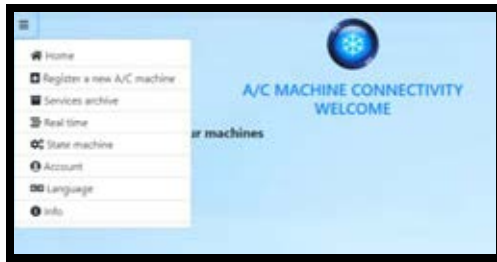 Home
Register a new A/C machine
Services archive
Real time
State machine
Account
Language
Info
A/C MACHINE CONNECTIVITY
WELCOME
ur machines